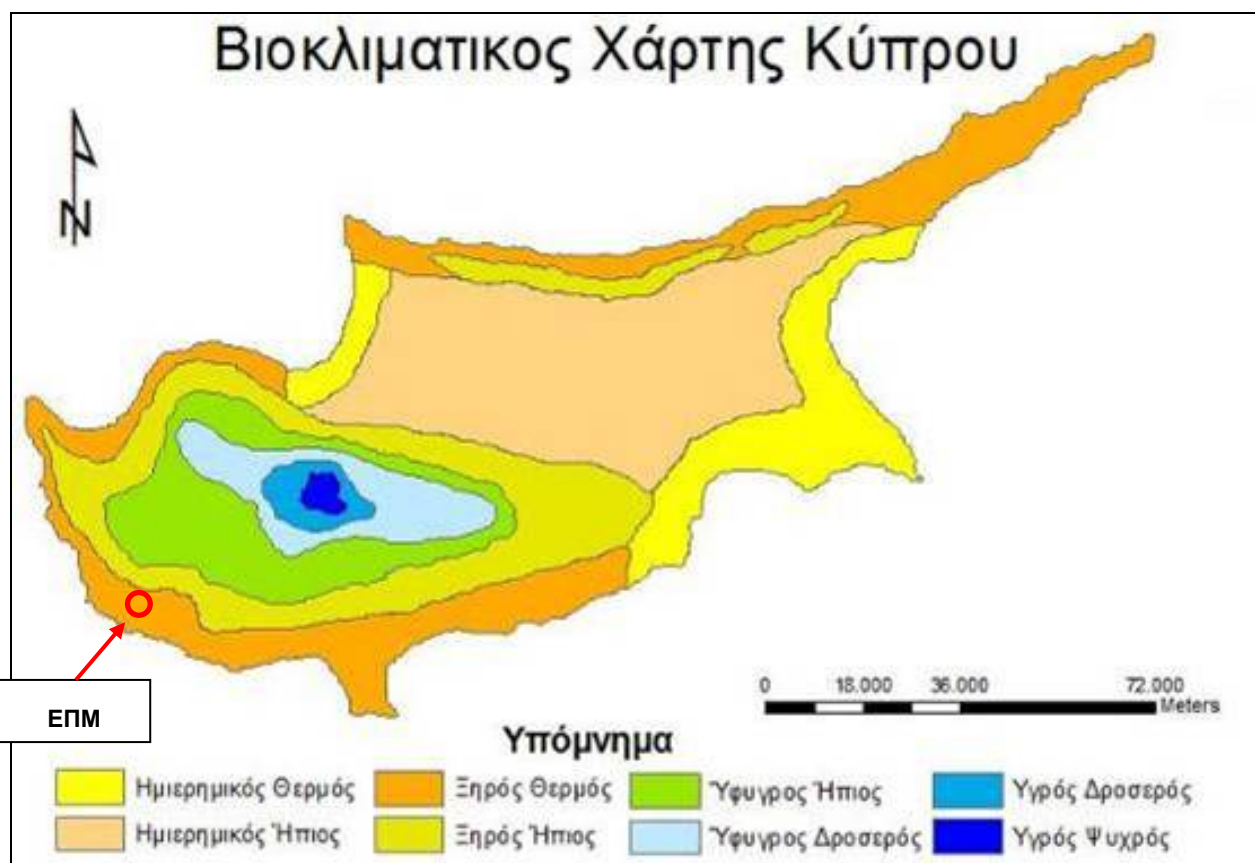 Βιοκλιματικος Χάρτης Κύπρου
N
ΕΠΜ
0 18.000 36.000 72.000
Meters
Υπόμνημα
Ημιερημικός Θερμός Ξηρός Θερμός Ύφυγρος Ήπιος Υγρός Δροσερός
Ημιερημικός Ήπιος Ξηρός Ήπιος Ύφυγρος Δροσερός Υγρός Ψυχρός